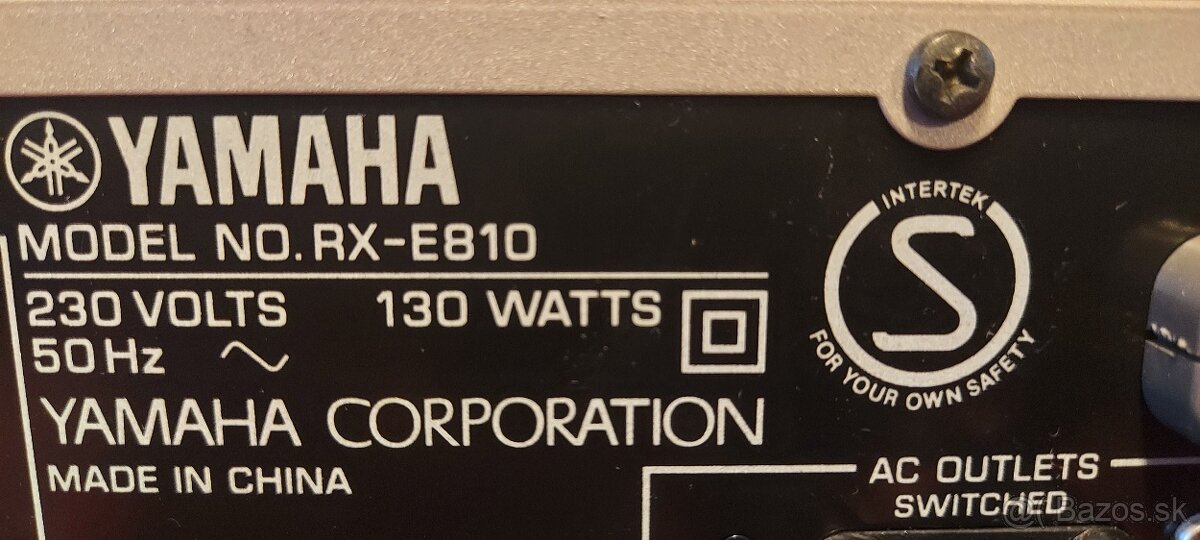 YAMAHA
MODEL NO. RX-E810
230 VOLTS 130 WATTS
50 Hz
YAMAHA CORPORATION
MADE IN CHINA
INTERTEK
S
FOR YOUR OWN SAFETY
AC OUTLETS
SWITCHED
Bazos.sk